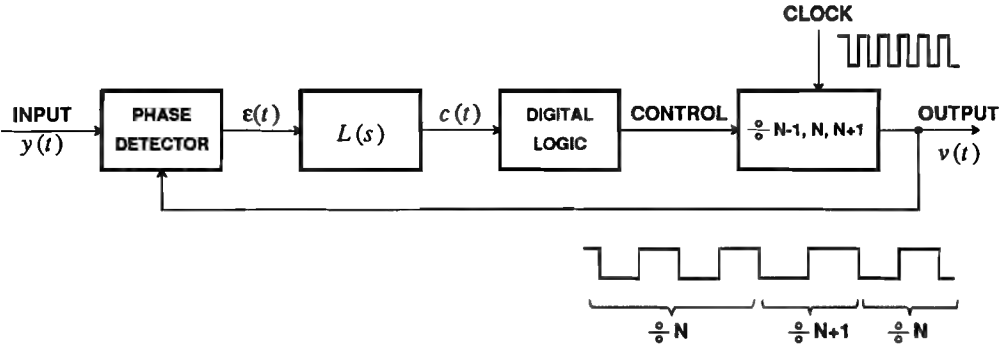 CLOCK
INPUT
y(t)
PHASE
DETECTOR
ε(t)
L(s)
c(t)
DIGITAL
LOGIC
CONTROL
÷ N-1, N, N+1
OUTPUT
v(t)
÷ N
÷ N+1
÷ N